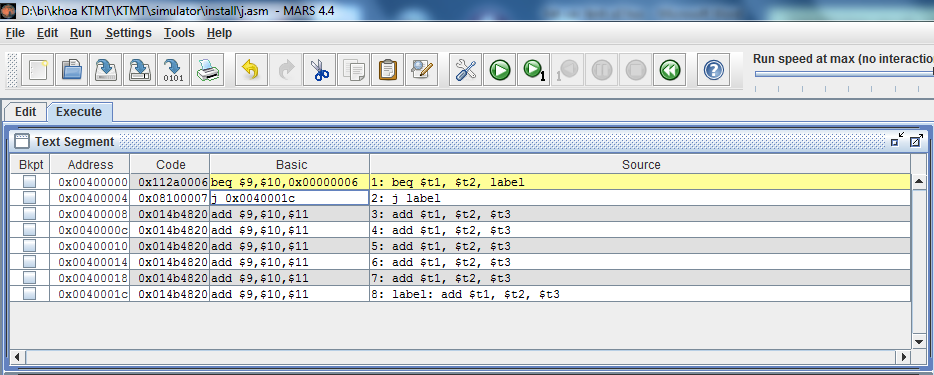 D:\bi\khoa KTMT\KTMT\simulator\install\j.asm - MARS 4.4
File Edit Run Settings Tools Help
0101
1
1
Run speed at max (no interactio
Edit Execute
Text Segment
Bkpt Address Code Basic Source
0x00400000 0x112a0006 beq $9,$10,0x00000006 1: beq $t1, $t2, label
0x00400004 0x08100007 j 0x0040001c 2: j label
0x00400008 0x014b4820 add $9,$10,$11 3: add $t1, $t2, $t3
0x0040000c 0x014b4820 add $9,$10,$11 4: add $t1, $t2, $t3
0x00400010 0x014b4820 add $9,$10,$11 5: add $t1, $t2, $t3
0x00400014 0x014b4820 add $9,$10,$11 6: add $t1, $t2, $t3
0x00400018 0x014b4820 add $9,$10,$11 7: add $t1, $t2, $t3
0x0040001c 0x014b4820 add $9,$10,$11 8: label: add $t1, $t2, $t3